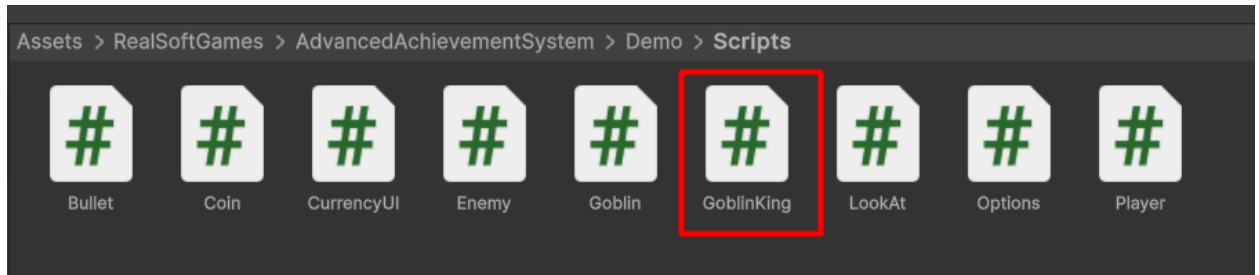 Assets > RealSoftGames > AdvancedAchievementSystem > Demo > Scripts
# # # # # # # # #
Bullet Coin CurrencyUI Enemy Goblin GoblinKing LookAt Options Player